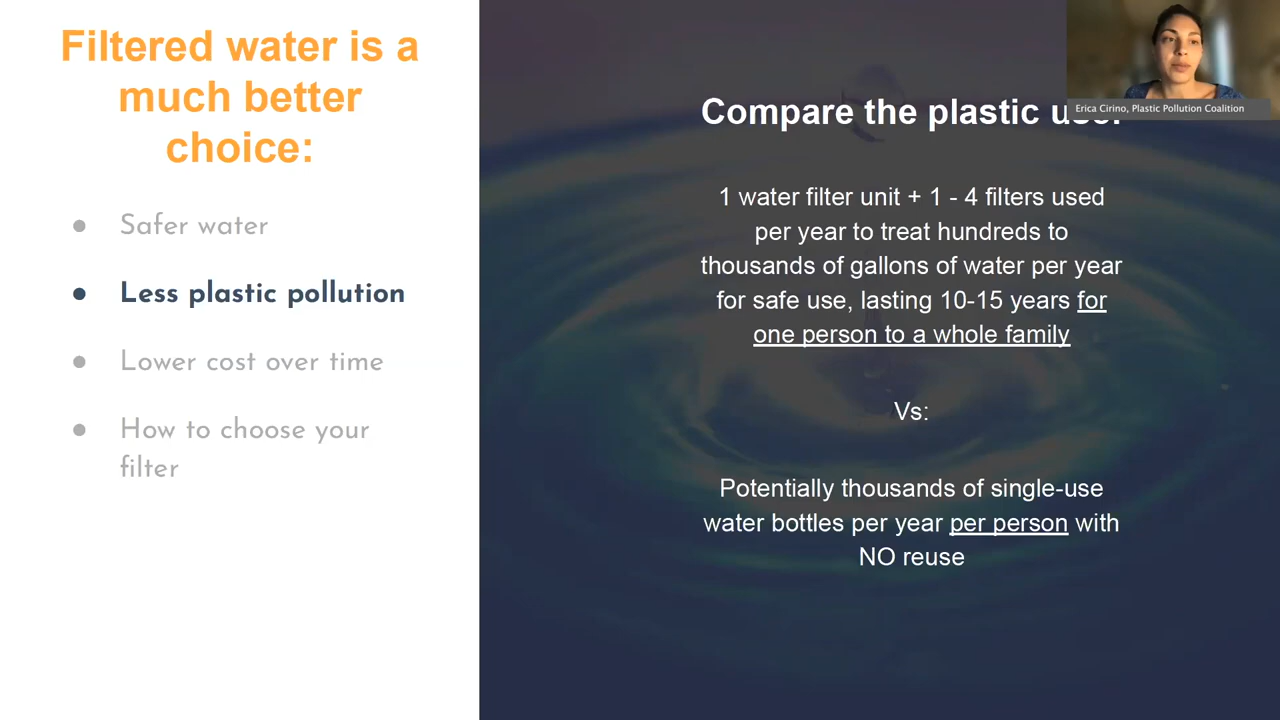 Filtered water is a
much better
choice:
● Safer water
● Less plastic pollution
● Lower cost over time
● How to choose your
filter
Compare the plastic
1 water filter unit + 1 - 4 filters used
per year to treat hundreds to
thousands of gallons of water per year
for safe use, lasting 10-15 years for
one person to a whole family
Vs:
Potentially thousands of single-use
water bottles per year per person with
NO reuse
Erica Cirino, Plastic Pollution Coalition